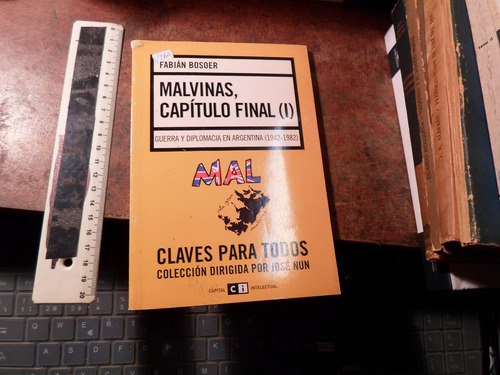 FABIÁN BOSOER
MALVINAS,
CAPÍTULO FINAL (I)
GUERRA Y DIPLOMACIA EN ARGENTINA (1942-1982)
MAL
CLAVES PARA TODOS
COLECCIÓN DIRIGIDA POR JOSÉ NUN
CAPITAL Ci INTELECTUAL